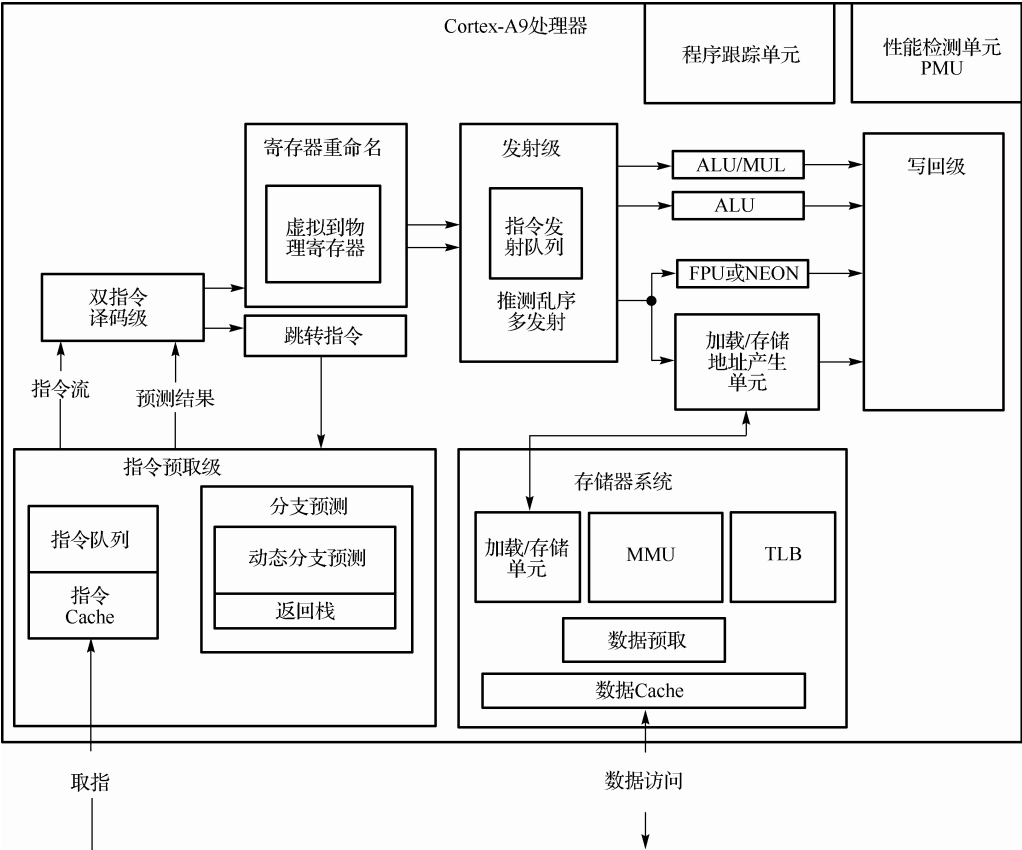 Cortex-A9处理器
程序跟踪单元
性能检测单元
PMU
寄存器重命名
虚拟到物
理寄存器
发射级
指令发
射队列
推测乱序
多发射
ALU/MUL
ALU
FPU或NEON
加载/存储
地址产生
单元
写回级
双指令
译码级
跳转指令
指令流
预测结果
指令预取级
指令队列
指令
Cache
分支预测
动态分支预测
返回栈
存储器系统
加载/存储
单元
MMU
TLB
数据预取
数据Cache
取指
数据访问